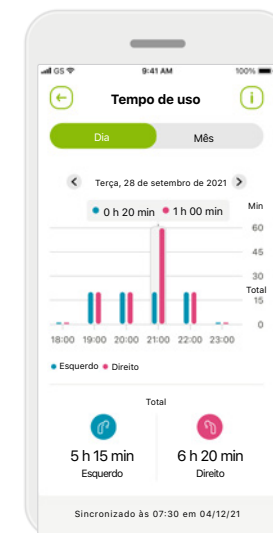 G5 9:41 AM 100%
Tempo de uso
Dia Mês
Terça, 28 de setembro de 2021
0 h 20 min 1 h 00 min Min
60
45
30
Total
15
0
18:00 19:00 20:00 21:00 22:00 23:00
Esquerdo Direito
Total
5 h 15 min 6 h 20 min
Esquerdo Direito
Sincronizado às 07:30 em 04/12/21